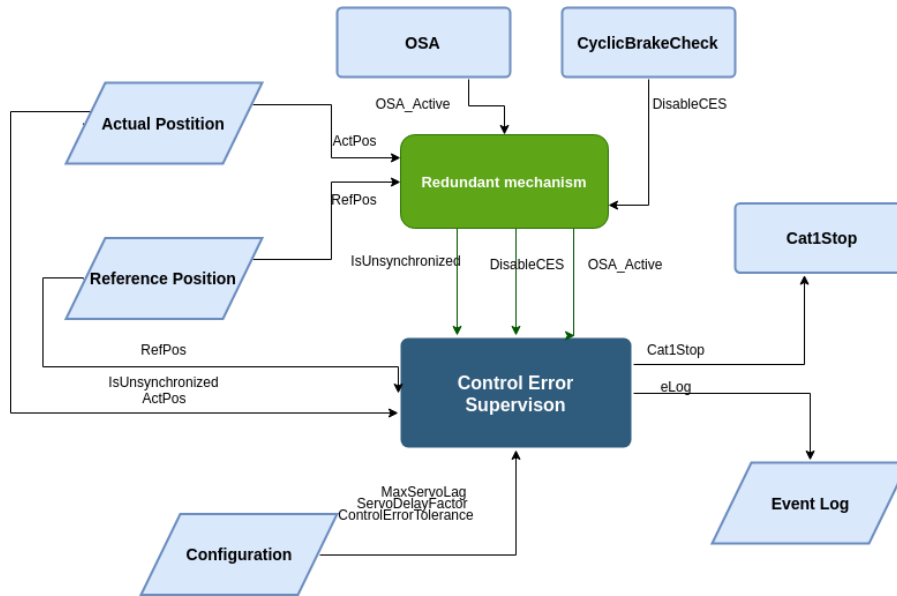 OSA
CyclicBrakeCheck
OSA_Active
DisableCES
Actual Postition
ActPos
Redundant mechanism
RefPos
Reference Position
IsUnsynchronized
DisableCES
OSA_Active
Cat1Stop
RefPos
Cat1Stop
IsUnsynchronized
ActPos
Control Error
Supervison
eLog
MaxServoLag
ServoDelayFactor
ControlErrorTolerance
Event Log
Configuration